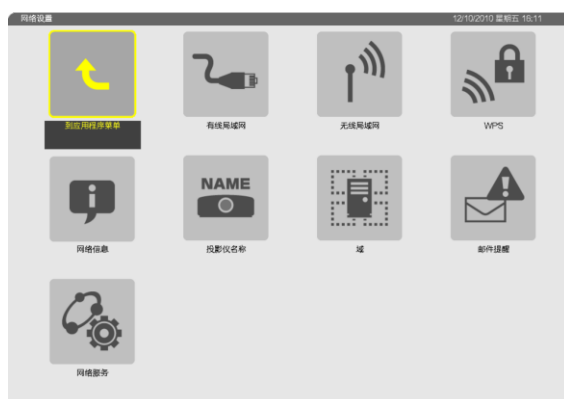 网络设置 12/10/2010 星期五 16:11
到应用程序菜单 有线局域网 无线局域网 WPS
NAME
网络信息 投影仪名称 域 邮件提醒
网络服务